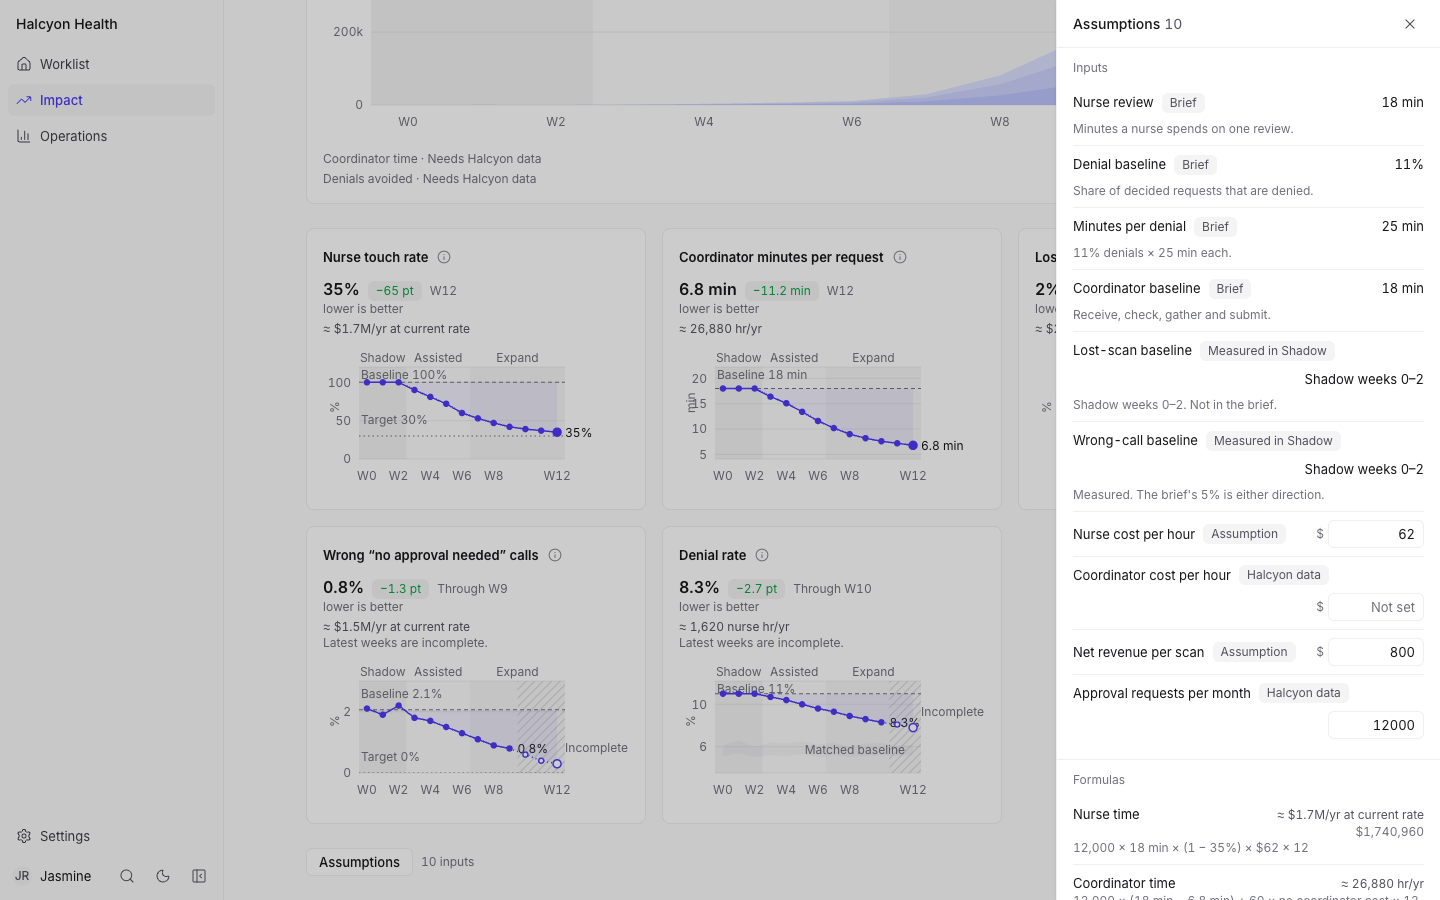 Halcyon Health
Worklist
Impact
Operations
Settings
JR Jasmine
200k
0
W0 W2 W4 W6 W8
Coordinator time · Needs Halcyon data
Denials avoided · Needs Halcyon data
Nurse touch rate
35% −65 pt W12
lower is better
≈ $1.7M/yr at current rate
Shadow Assisted Expand
Baseline 100%
100
%
Target 30%
50
35%
0
W0 W2 W4 W6 W8 W12
Coordinator minutes per request
6.8 min −11.2 min W12
lower is better
≈ 26,880 hr/yr
Shadow Assisted Expand
Baseline 18 min
20
min
15
10
6.8 min
5
W0 W2 W4 W6 W8 W12
Los
2%
lower
≈ $
%
Wrong “no approval needed” calls
0.8% −1.3 pt Through W9
lower is better
≈ $1.5M/yr at current rate
Latest weeks are incomplete.
Shadow Assisted Expand
Baseline 2.1%
2
%
0.8%
Incomplete
Target 0%
0
W0 W2 W4 W6 W8 W12
Denial rate
8.3% −2.7 pt Through W10
lower is better
≈ 1,620 nurse hr/yr
Latest weeks are incomplete.
Shadow Assisted Expand
Baseline 11%
10
%
Incomplete
8.3%
6
Matched baseline
W0 W2 W4 W6 W8 W12
Assumptions 10 inputs
Assumptions 10
Inputs
Nurse review Brief 18 min
Minutes a nurse spends on one review.
Denial baseline Brief 11%
Share of decided requests that are denied.
Minutes per denial Brief 25 min
11% denials × 25 min each.
Coordinator baseline Brief 18 min
Receive, check, gather and submit.
Lost-scan baseline Measured in Shadow
Shadow weeks 0–2
Shadow weeks 0–2. Not in the brief.
Wrong-call baseline Measured in Shadow
Shadow weeks 0–2
Measured. The brief's 5% is either direction.
Nurse cost per hour Assumption $ 62
Coordinator cost per hour Halcyon data
$ Not set
Net revenue per scan Assumption $ 800
Approval requests per month Halcyon data
12000
Formulas
Nurse time ≈ $1.7M/yr at current rate
$1,740,960
12,000 × 18 min × (1 − 35%) × $62 × 12
Coordinator time ≈ 26,880 hr/yr
12,000 × (18 min − 6.8 min) ÷ 60 × no coordinator cost × 12